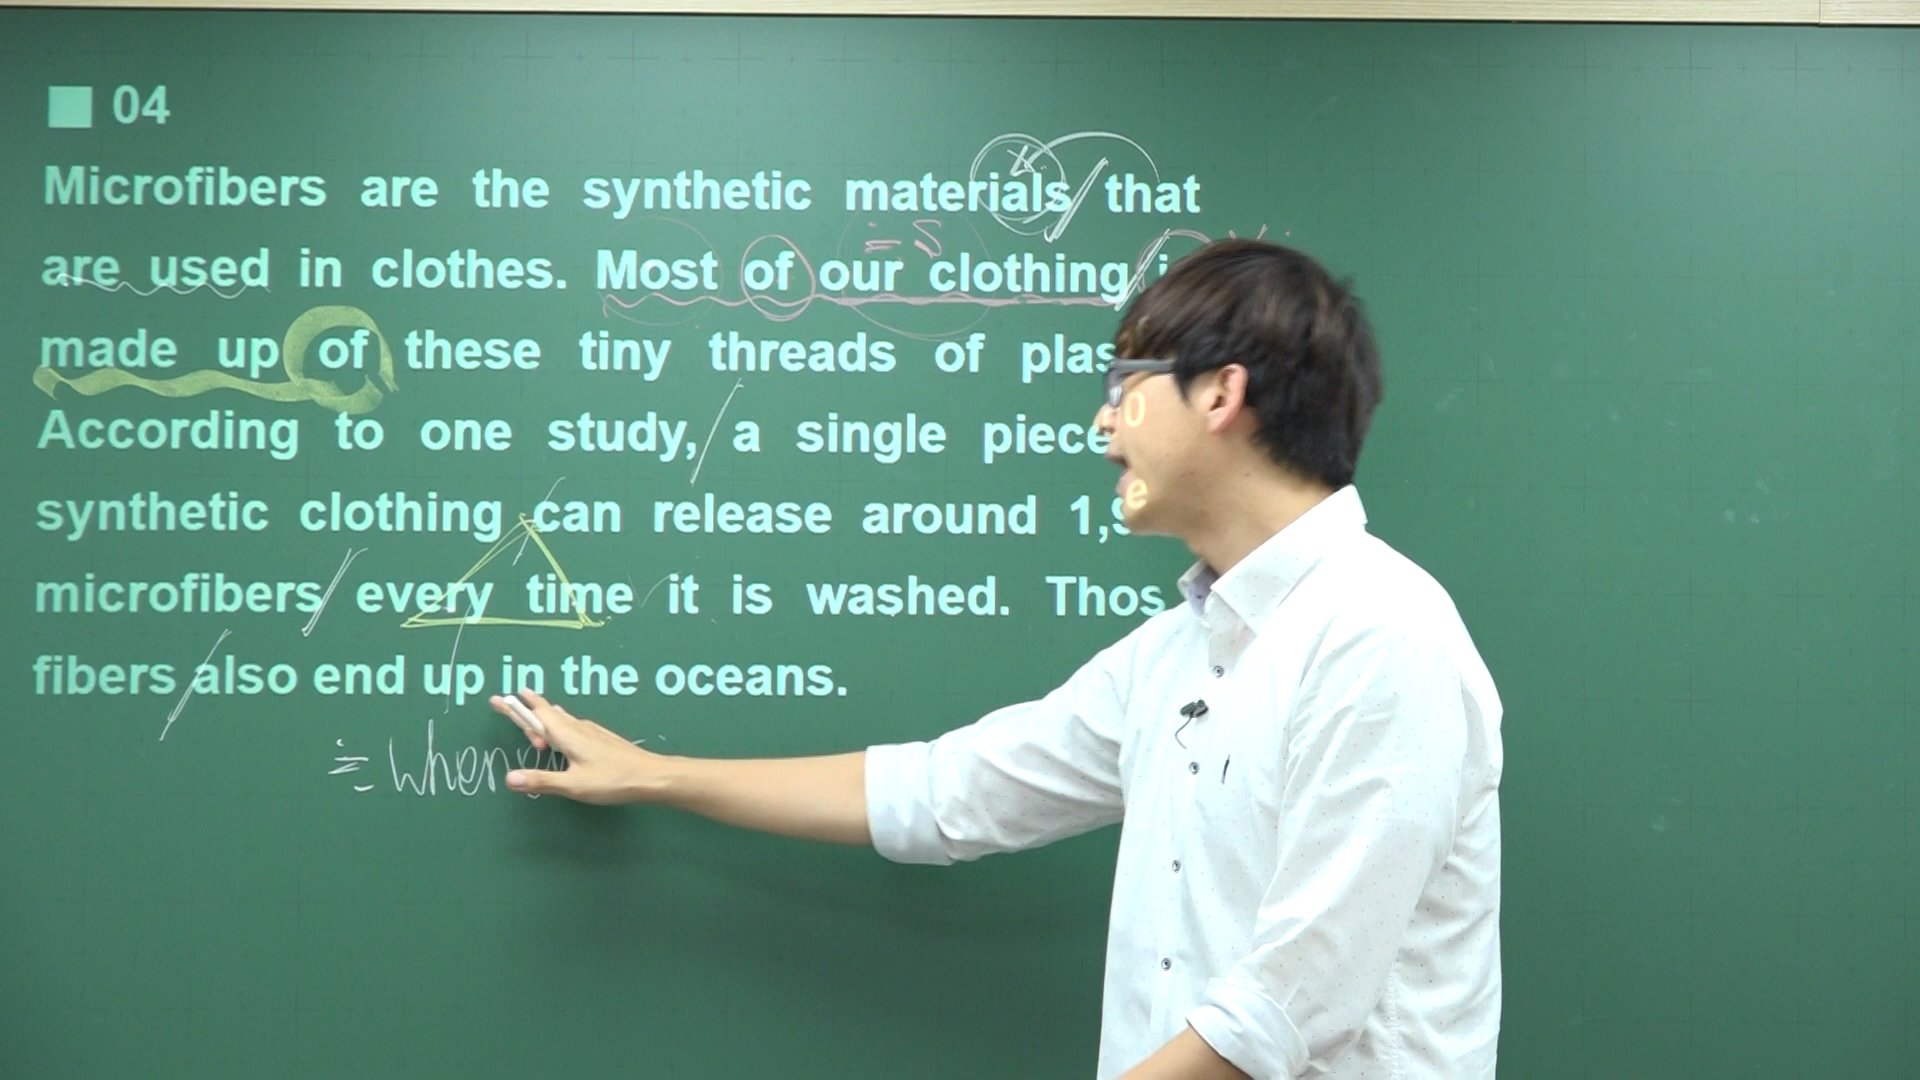 ■ 04
Microfibers are the synthetic materials that
= S
are used in clothes. Most of our clothing
made up of these tiny threads of plas
According to one study, a single piece
synthetic clothing can release around 1,9
microfibers every time it is washed. Thos
fibers also end up in the oceans.
≒ when